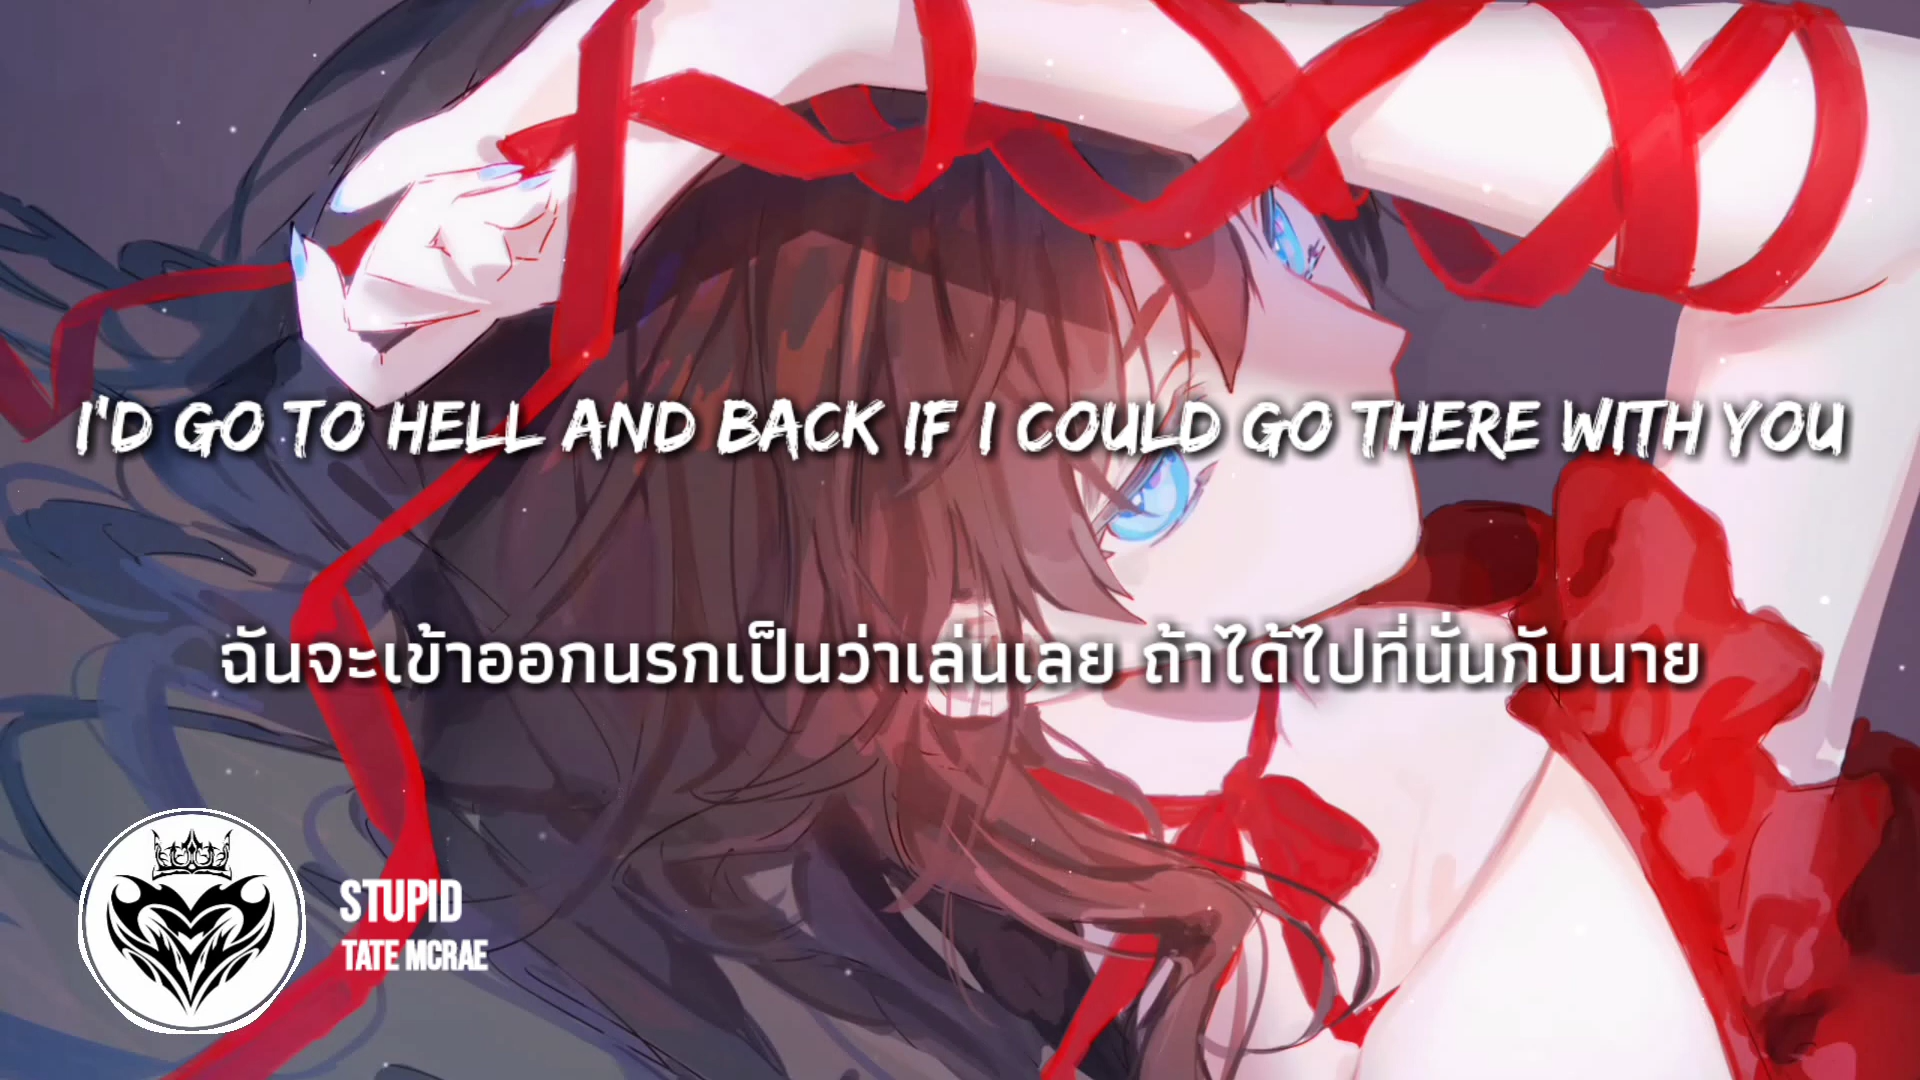 I'D GO TO HELL AND BACK IF I COULD GO THERE WITH YOU
ฉันจะเข้าออกนรกเป็นว่าเล่นเลย ถ้าได้ไปที่นั่นกับนาย
STUPID
TATE MCRAE